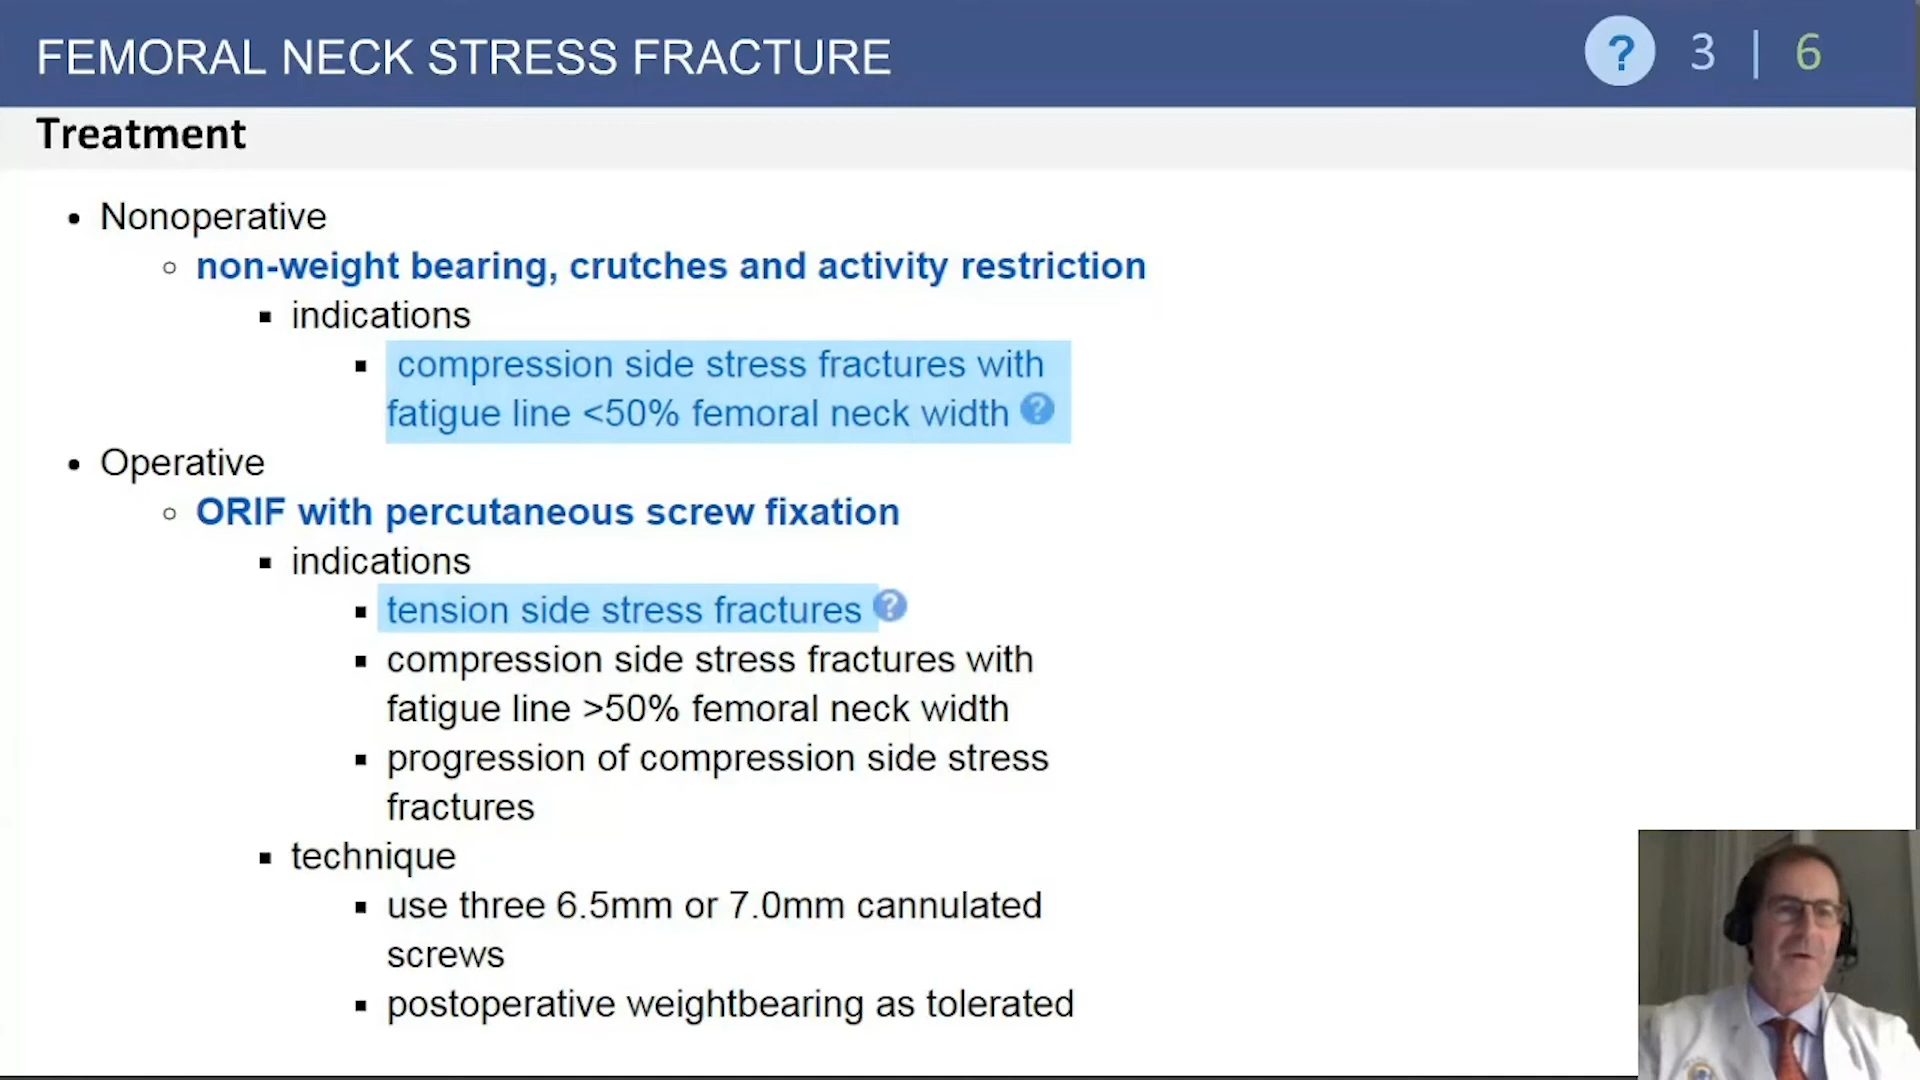 FEMORAL NECK STRESS FRACTURE
? 3 | 6
Treatment
• Nonoperative
○ non-weight bearing, crutches and activity restriction
▪ indications
▪ compression side stress fractures with
fatigue line <50% femoral neck width ?
• Operative
○ ORIF with percutaneous screw fixation
▪ indications
▪ tension side stress fractures ?
▪ compression side stress fractures with
fatigue line >50% femoral neck width
▪ progression of compression side stress
fractures
▪ technique
▪ use three 6.5mm or 7.0mm cannulated
screws
▪ postoperative weightbearing as tolerated